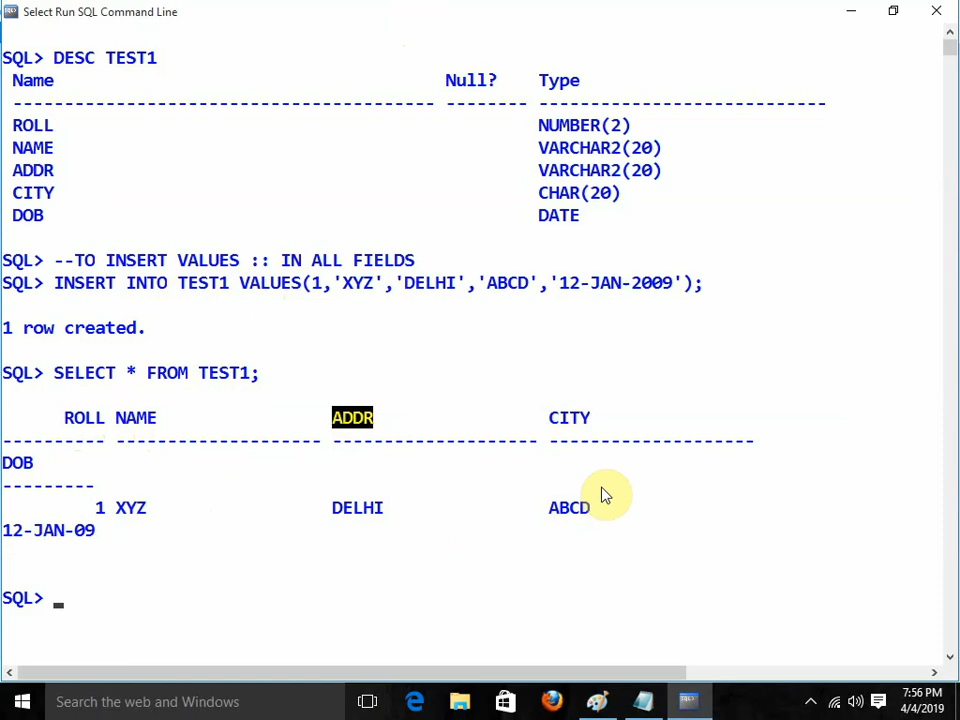 Select Run SQL Command Line
SQL> DESC TEST1
Name Null? Type
----------------------------------------- -------- ----------------------------
ROLL NUMBER(2)
NAME VARCHAR2(20)
ADDR VARCHAR2(20)
CITY CHAR(20)
DOB DATE
SQL> --TO INSERT VALUES :: IN ALL FIELDS
SQL> INSERT INTO TEST1 VALUES(1,'XYZ','DELHI','ABCD','12-JAN-2009');
1 row created.
SQL> SELECT * FROM TEST1;
ROLL NAME ADDR CITY
---------- -------------------- -------------------- --------------------
DOB
---------
1 XYZ DELHI ABCD
12-JAN-09
SQL>
Search the web and Windows
7:56 PM
4/4/2019